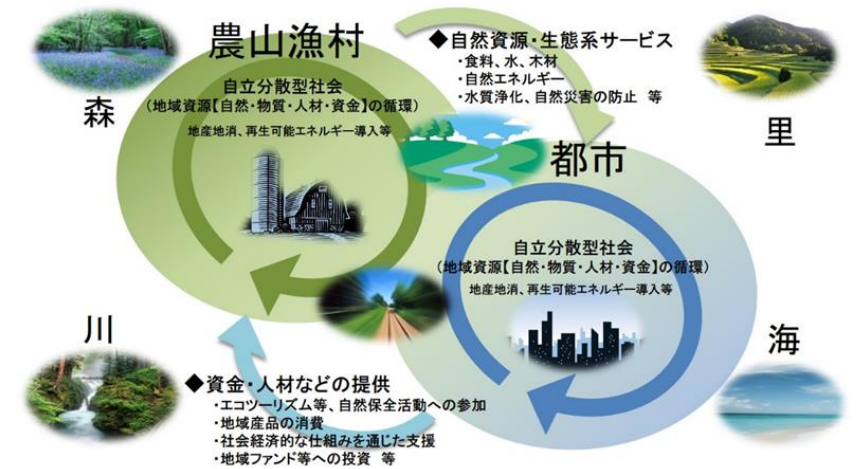 農山漁村
森
自立分散型社会
(地域資源【自然・物質・人材・資金】の循環)
地産地消、再生可能エネルギー導入等
◆自然資源・生態系サービス
・食料、水、木材
・自然エネルギー
・水質浄化、自然災害の防止 等
里
都市
自立分散型社会
(地域資源【自然・物質・人材・資金】の循環)
地産地消、再生可能エネルギー導入等
川
海
◆資金・人材などの提供
・エコツーリズム等、自然保全活動への参加
・地域産品の消費
・社会経済的な仕組みを通じた支援
・地域ファンド等への投資 等